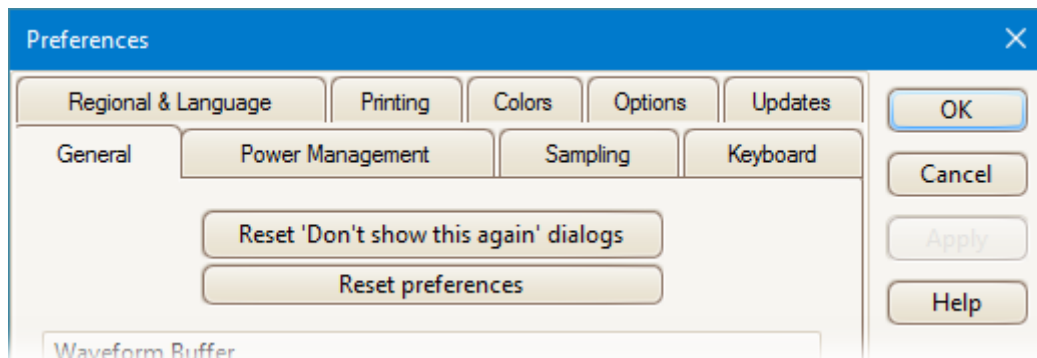 Preferences
Regional & Language Printing Colors Options Updates
OK
General Power Management Sampling Keyboard
Cancel
Reset 'Don't show this again' dialogs
Apply
Reset preferences
Help
Waveform Buffer